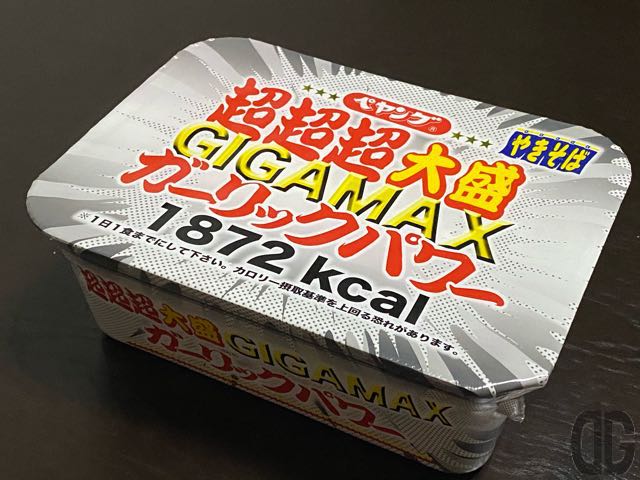 ペヤング®
やきそば
超超超大盛
GIGAMAX
ガーリックパワー
1872 kcal
※1日1食までにして下さい。カロリー摂取基準を上回る恐れがあります。
超超超大盛GIGAMAX
ガーリックパワー